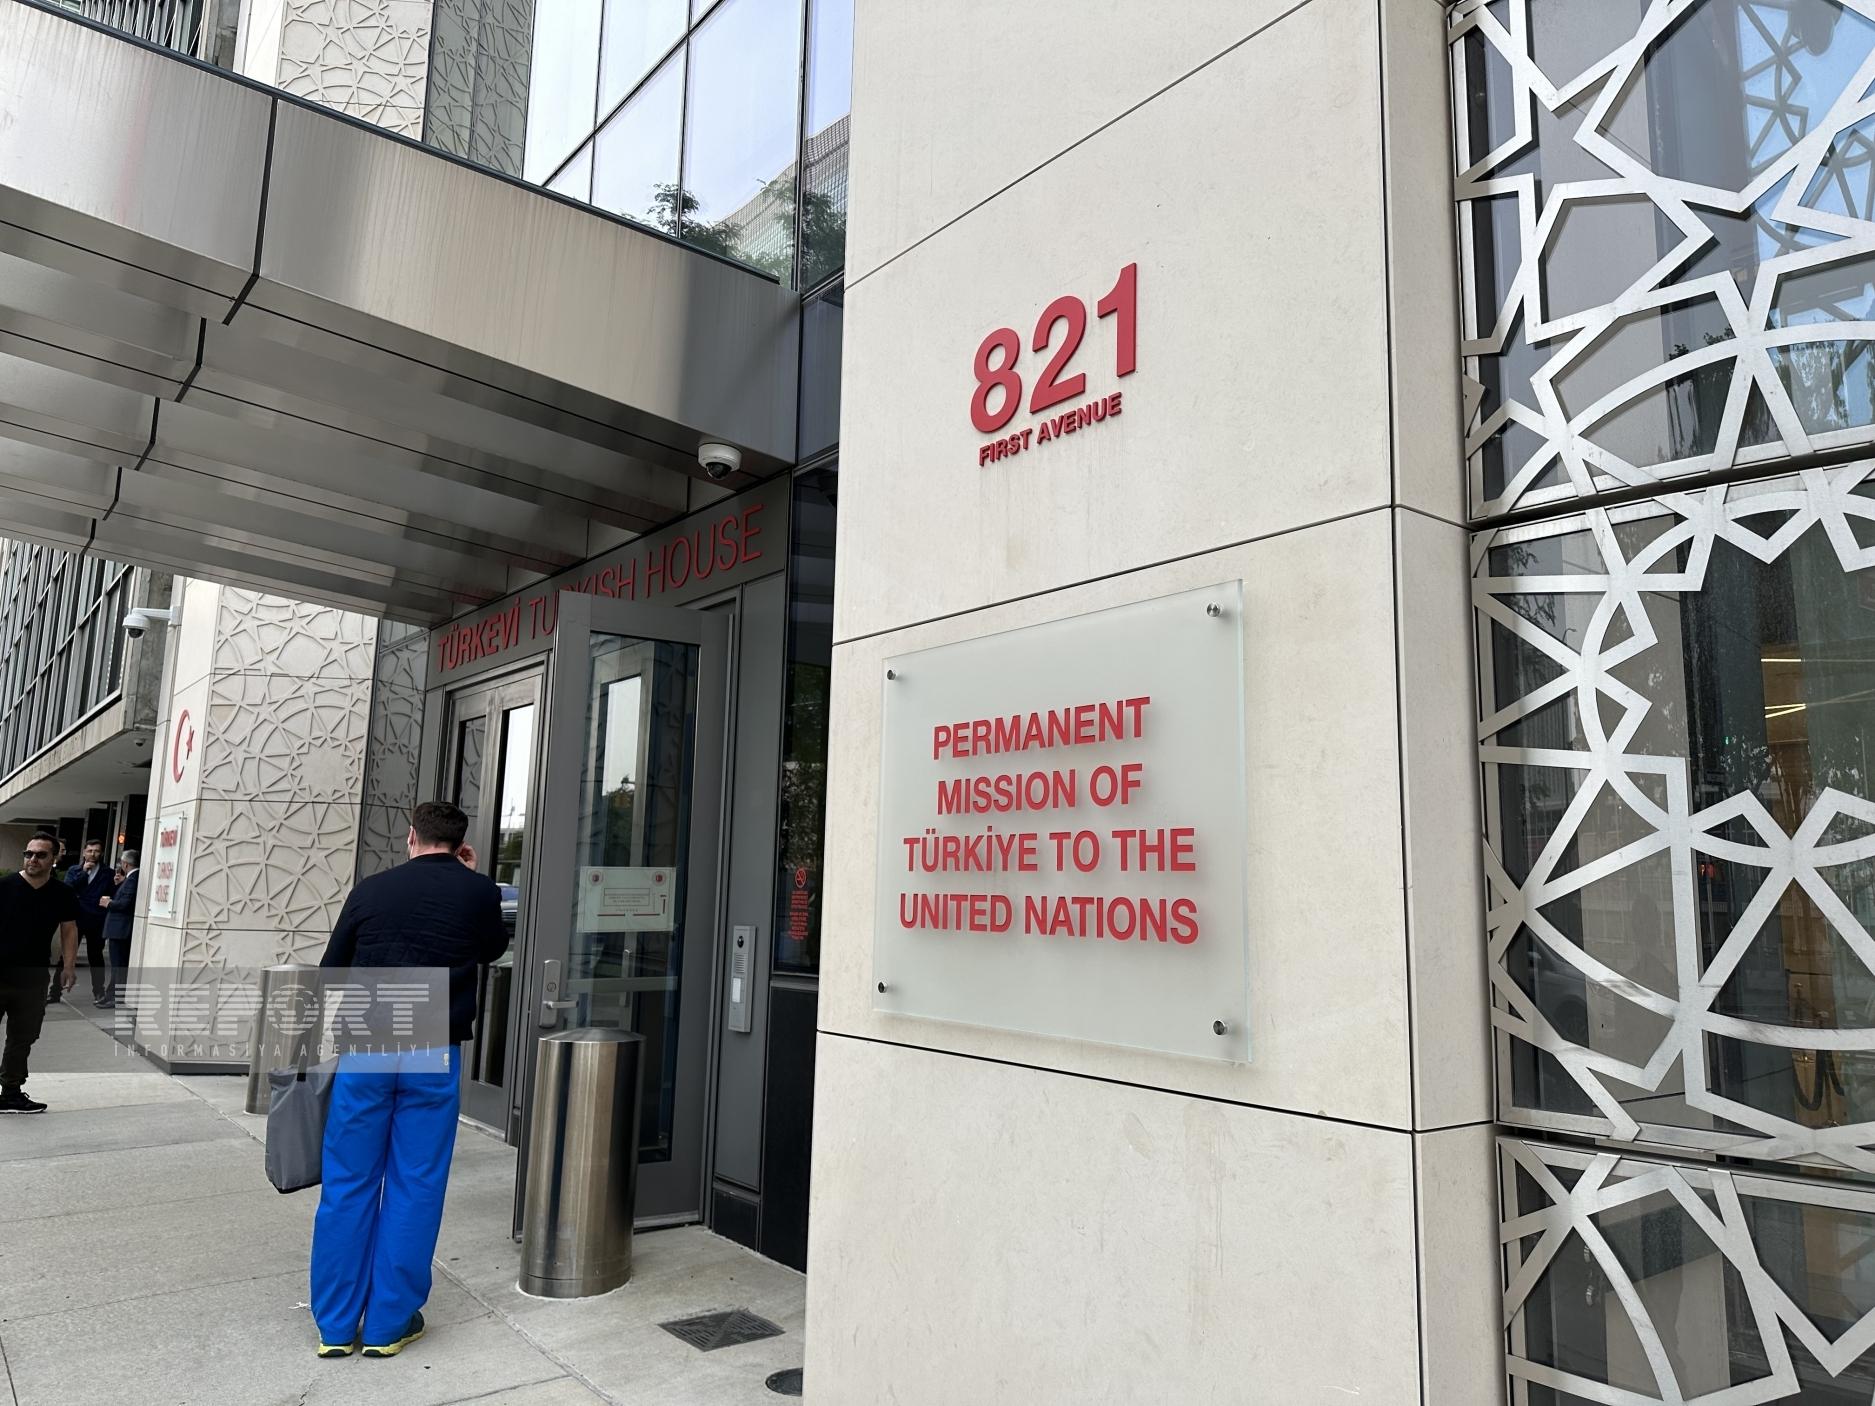 821
FIRST AVENUE
TÜRKEVİ TURKISH HOUSE
PERMANENT
MISSION OF
TÜRKİYE TO THE
UNITED NATIONS
TÜRKEVİ
TURKISH
HOUSE
REPORT
İNFORMASİYA AGENTLİYİ